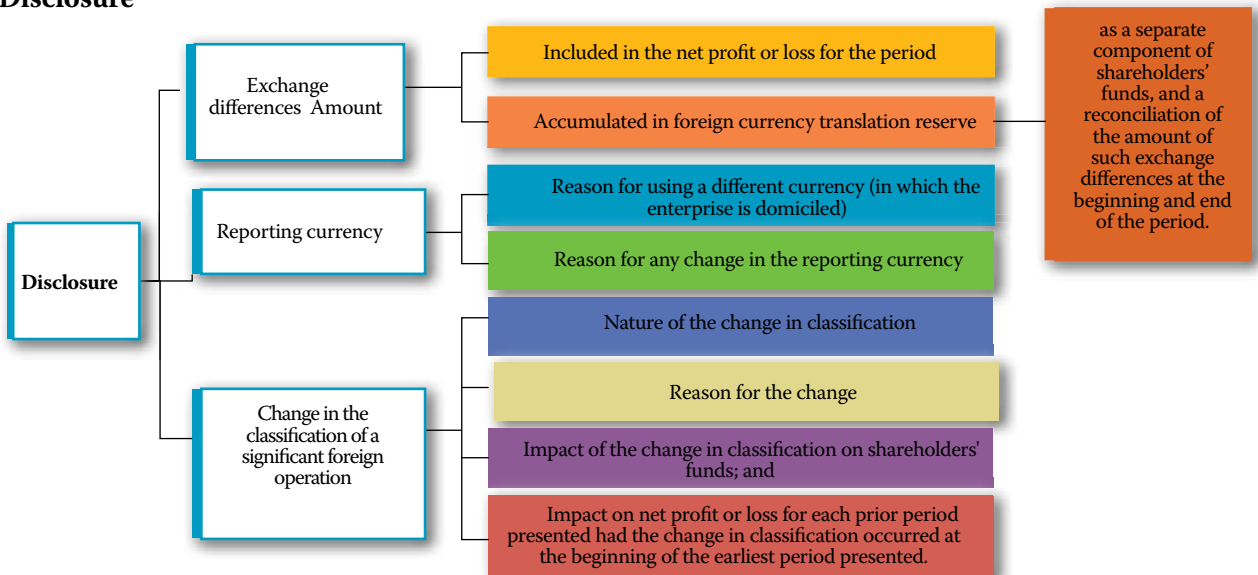 Disclosure
Disclosure
Exchange
differences Amount
Included in the net profit or loss for the period
Accumulated in foreign currency translation reserve
as a separate
component of
shareholders'
funds, and a
reconciliation of
the amount of
such exchange
differences at the
beginning and end
of the period.
Reporting currency
Reason for using a different currency (in which the
enterprise is domiciled)
Reason for any change in the reporting currency
Change in the
classification of a
significant foreign
operation
Nature of the change in classification
Reason for the change
Impact of the change in classification on shareholders'
funds; and
Impact on net profit or loss for each prior period
presented had the change in classification occurred at
the beginning of the earliest period presented.